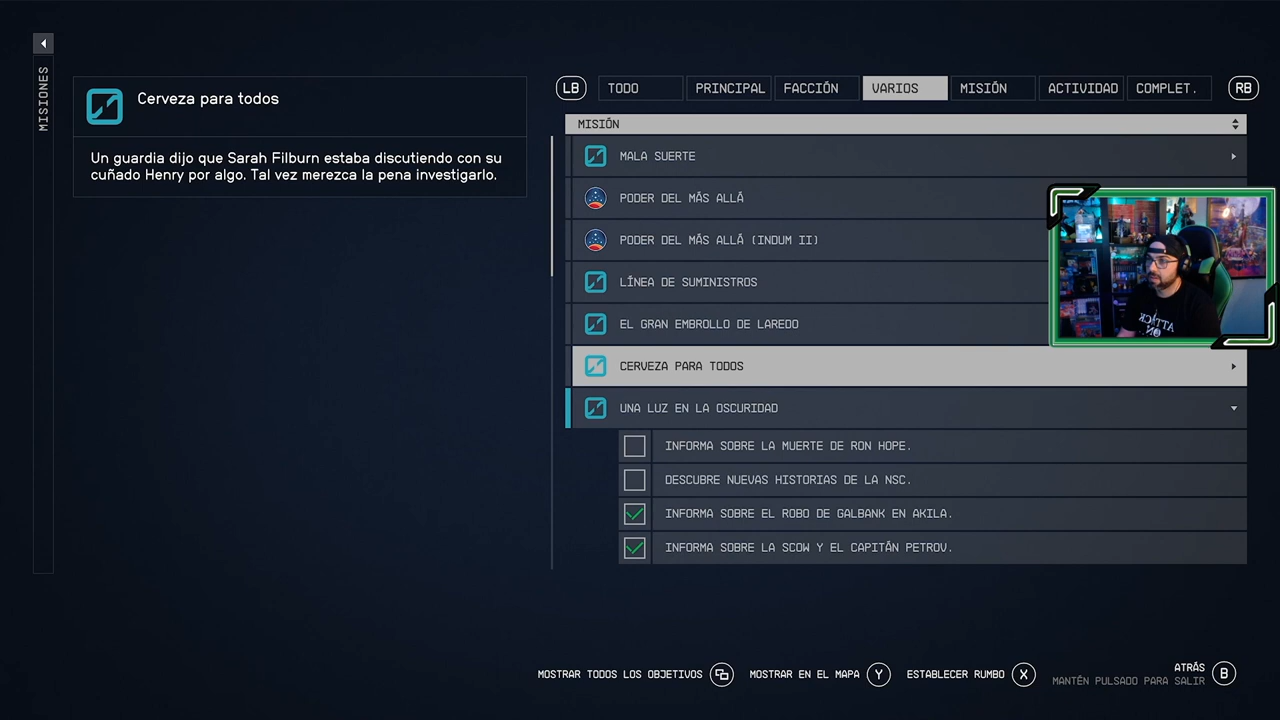 MISIONES
Cerveza para todos
Un guardia dijo que Sarah Filburn estaba discutiendo con su
cuñado Henry por algo. Tal vez merezca la pena investigarlo.
LB
TODO
PRINCIPAL
FACCIÓN
VARIOS
MISIÓN
ACTIVIDAD
COMPLET.
RB
MISIÓN
MALA SUERTE
PODER DEL MÁS ALLÁ
PODER DEL MÁS ALLÁ (INDUM II)
LÍNEA DE SUMINISTROS
EL GRAN EMBROLLO DE LAREDO
CERVEZA PARA TODOS
UNA LUZ EN LA OSCURIDAD
INFORMA SOBRE LA MUERTE DE RON HOPE.
DESCUBRE NUEVAS HISTORIAS DE LA NSC.
INFORMA SOBRE EL ROBO DE GALBANK EN AKILA.
INFORMA SOBRE LA SCOW Y EL CAPITÁN PETROV.
ATTACK
ON
MOSTRAR TODOS LOS OBJETIVOS
MOSTRAR EN EL MAPA Y
ESTABLECER RUMBO X
ATRÁS
MANTÉN PULSADO PARA SALIR
B